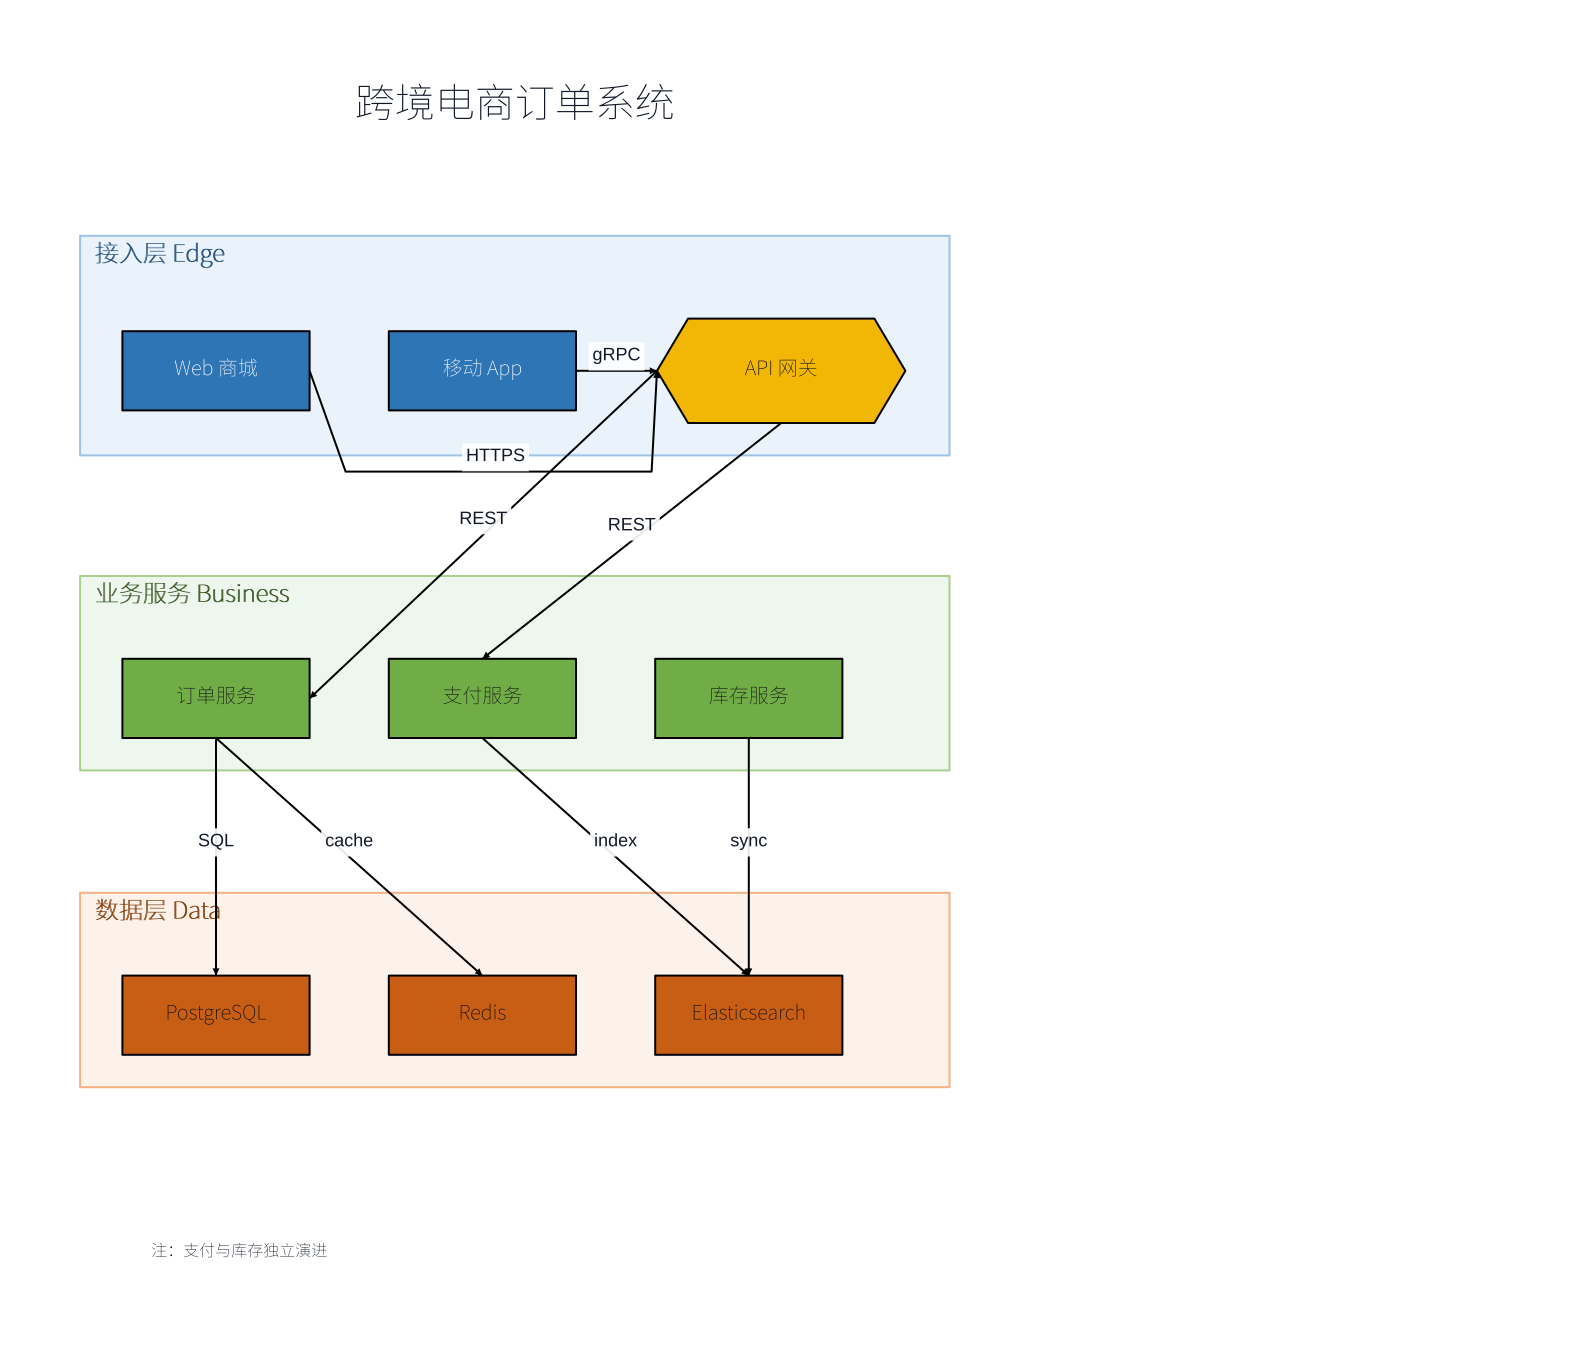 跨境电商订单系统
接入层 Edge
Web 商城
移动 App
gRPC
API 网关
HTTPS
REST
REST
业务服务 Business
订单服务
支付服务
库存服务
SQL
cache
index
sync
数据层 Data
PostgreSQL
Redis
Elasticsearch
注：支付与库存独立演进